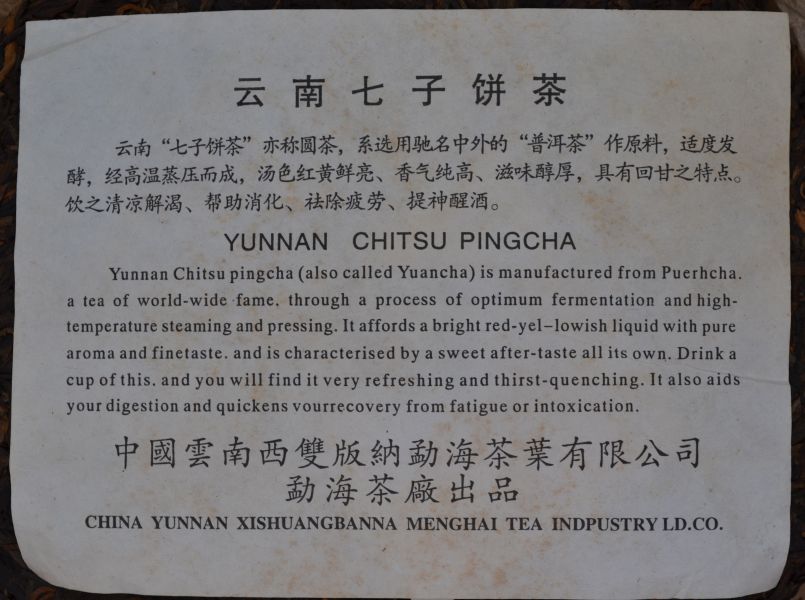 云南七子饼茶
云南“七子饼茶”亦称圆茶，系选用驰名中外的“普洱茶”作原料，适度发
酵，经高温蒸压而成，汤色红黄鲜亮、香气纯高、滋味醇厚，具有回甘之特点。
饮之清凉解渴、帮助消化、祛除疲劳、提神醒酒。
YUNNAN CHITSU PINGCHA
Yunnan Chitsu pingcha (also called Yuancha) is manufactured from Puerhcha.
a tea of world-wide fame. through a process of optimum fermentation and high-
temperature steaming and pressing. It affords a bright red-yel-lowish liquid with pure
aroma and finetaste. and is characterised by a sweet after-taste all its own. Drink a
cup of this. and you will find it very refreshing and thirst-quenching. It also aids
your digestion and quickens vourrecovery from fatigue or intoxication.
中國雲南西雙版納勐海茶葉有限公司
勐海茶廠出品
CHINA YUNNAN XISHUANGBANNA MENGHAI TEA INDPUSTRY LD.CO.